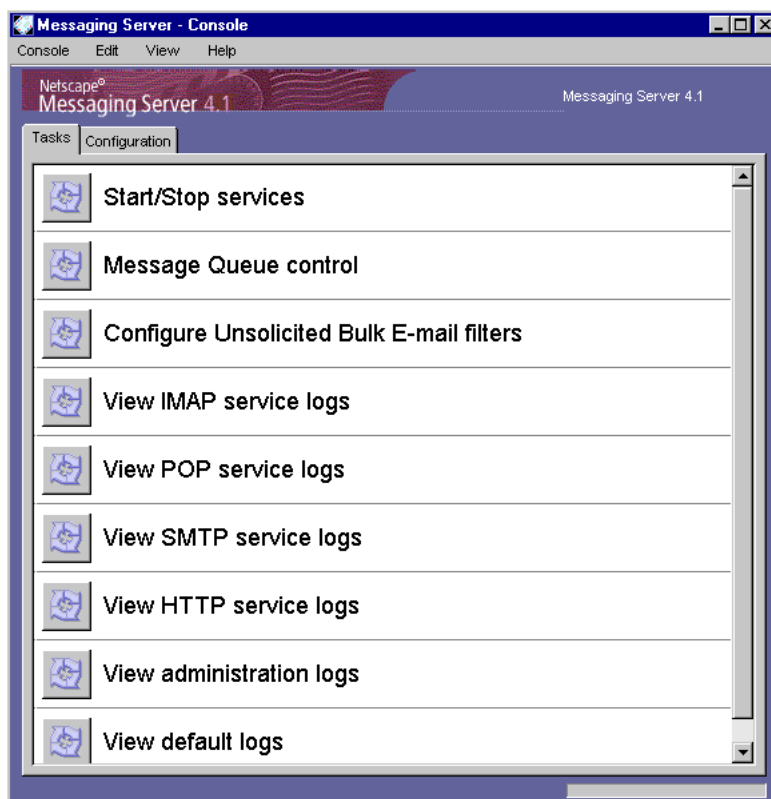 Messaging Server - Console
Console Edit View Help
Netscape®
Messaging Server 4.1
Messaging Server 4.1
Tasks Configuration
Start/Stop services
Message Queue control
Configure Unsolicited Bulk E-mail filters
View IMAP service logs
View POP service logs
View SMTP service logs
View HTTP service logs
View administration logs
View default logs